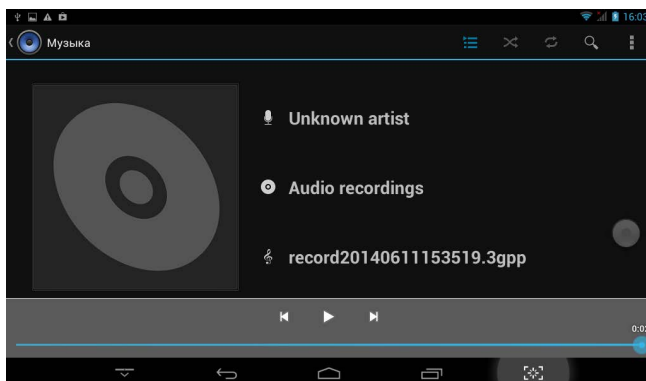 16:03
Музыка
Unknown artist
Audio recordings
record20140611153519.3gpp